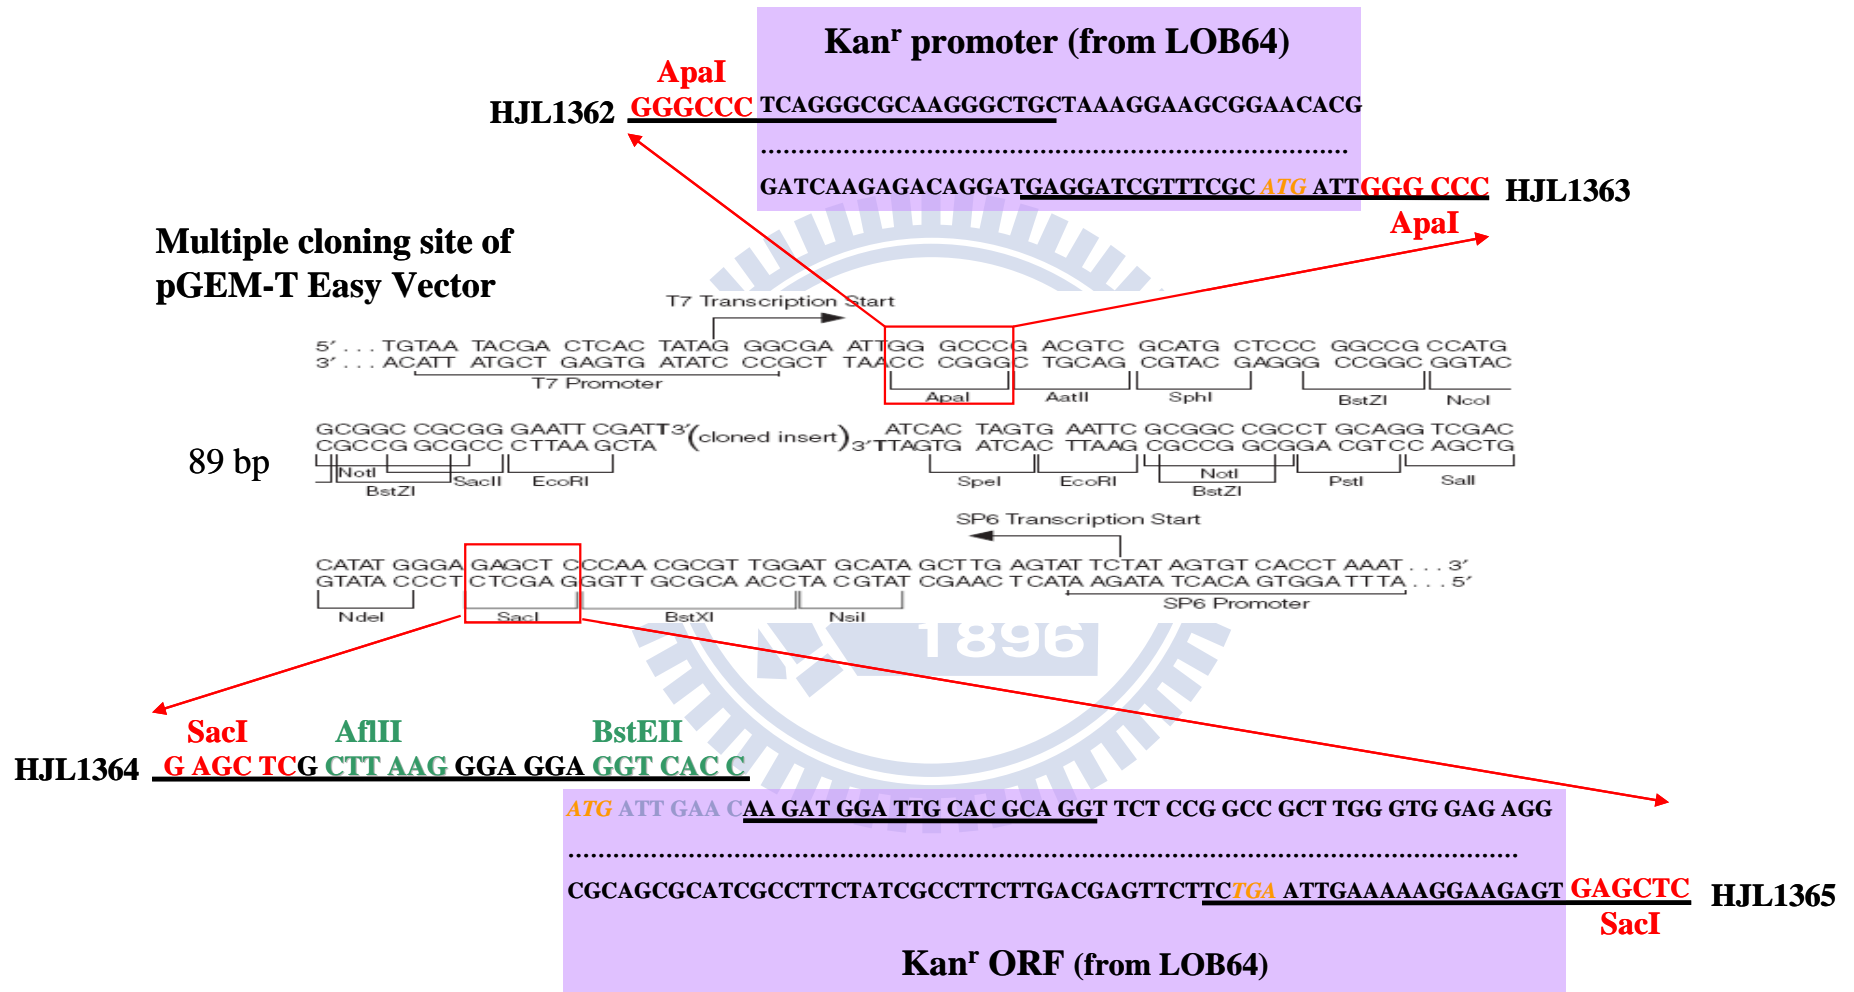 Kanr promoter (from LOB64)
ApaI
HJL1362 GGGCCC TCAGGGCGCAAGGGCTGCTAAAGGAAGCGGAACACG
................................................................................
GATCAAGAGACAGGATGAGGATCGTTTCGC ATG ATTGGG CCC HJL1363
ApaI
Multiple cloning site of
pGEM-T Easy Vector
T7 Transcription Start
5′ . . . TGTAA TACGA CTCAC TATAG GGCGA ATTGG GCCCG ACGTC GCATG CTCCC GGCCG CCATG
3′ . . . ACATT ATGCT GAGTG ATATC CCGCT TAACC CGGGC TGCAG CGTAC GAGGG CCGGC GGTAC
T7 Promoter
ApaI AatII SphI BstZI NcoI
GCGGC CGCGG GAATT CGATT3′ (cloned insert) ATCAC TAGTG AATTC GCGGC CGCCT GCAGG TCGAC
CGCCG GCGCC CTTAA GCTA 3′TTAGTG ATCAC TTAAG CGCCG GCGGA CGTCC AGCTG
89 bp
NotI BstZI SacII EcoRI SpeI EcoRI NotI BstZI PstI SalI
SP6 Transcription Start
CATAT GGGA GAGCT CCCAA CGCGT TGGAT GCATA GCTTG AGTAT TCTAT AGTGT CACCT AAAT . . . 3′
GTATA CCCT CTCGA GGGTT GCGCA ACCTA CGTAT CGAAC TCATA AGATA TCACA GTGGA TTTA . . . 5′
SP6 Promoter
NdeI SacI BstXI NsiI
1896
SacI AflII BstEII
HJL1364 G AGC TCG CTT AAG GGA GGA GGT CAC C
ATG ATT GAA CAA GAT GGA TTG CAC GCA GGT TCT CCG GCC GCT TGG GTG GAG AGG
................................................................................
CGCAGCGCATCGCCTTCTATCGCCTTCTTGACGAGTTCTTCTGA ATTGAAAAAGGAAGAGT GAGCTC HJL1365
SacI
Kanr ORF (from LOB64)